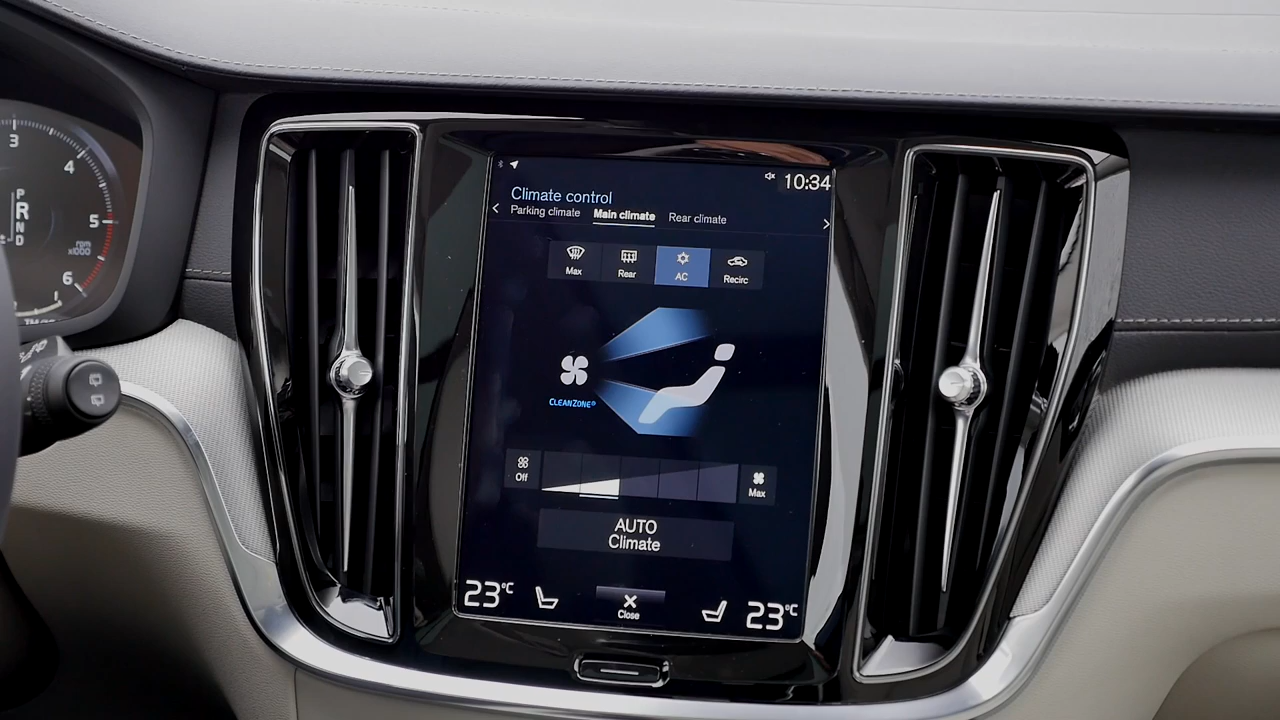 10:34
Climate control
Parking climate Main climate Rear climate
Max Rear AC Recirc
CLEANZONE®
Off Max
AUTO
Climate
23°C Close 23°C
3
4
5
6
rpm
x1000
P
R
N
D